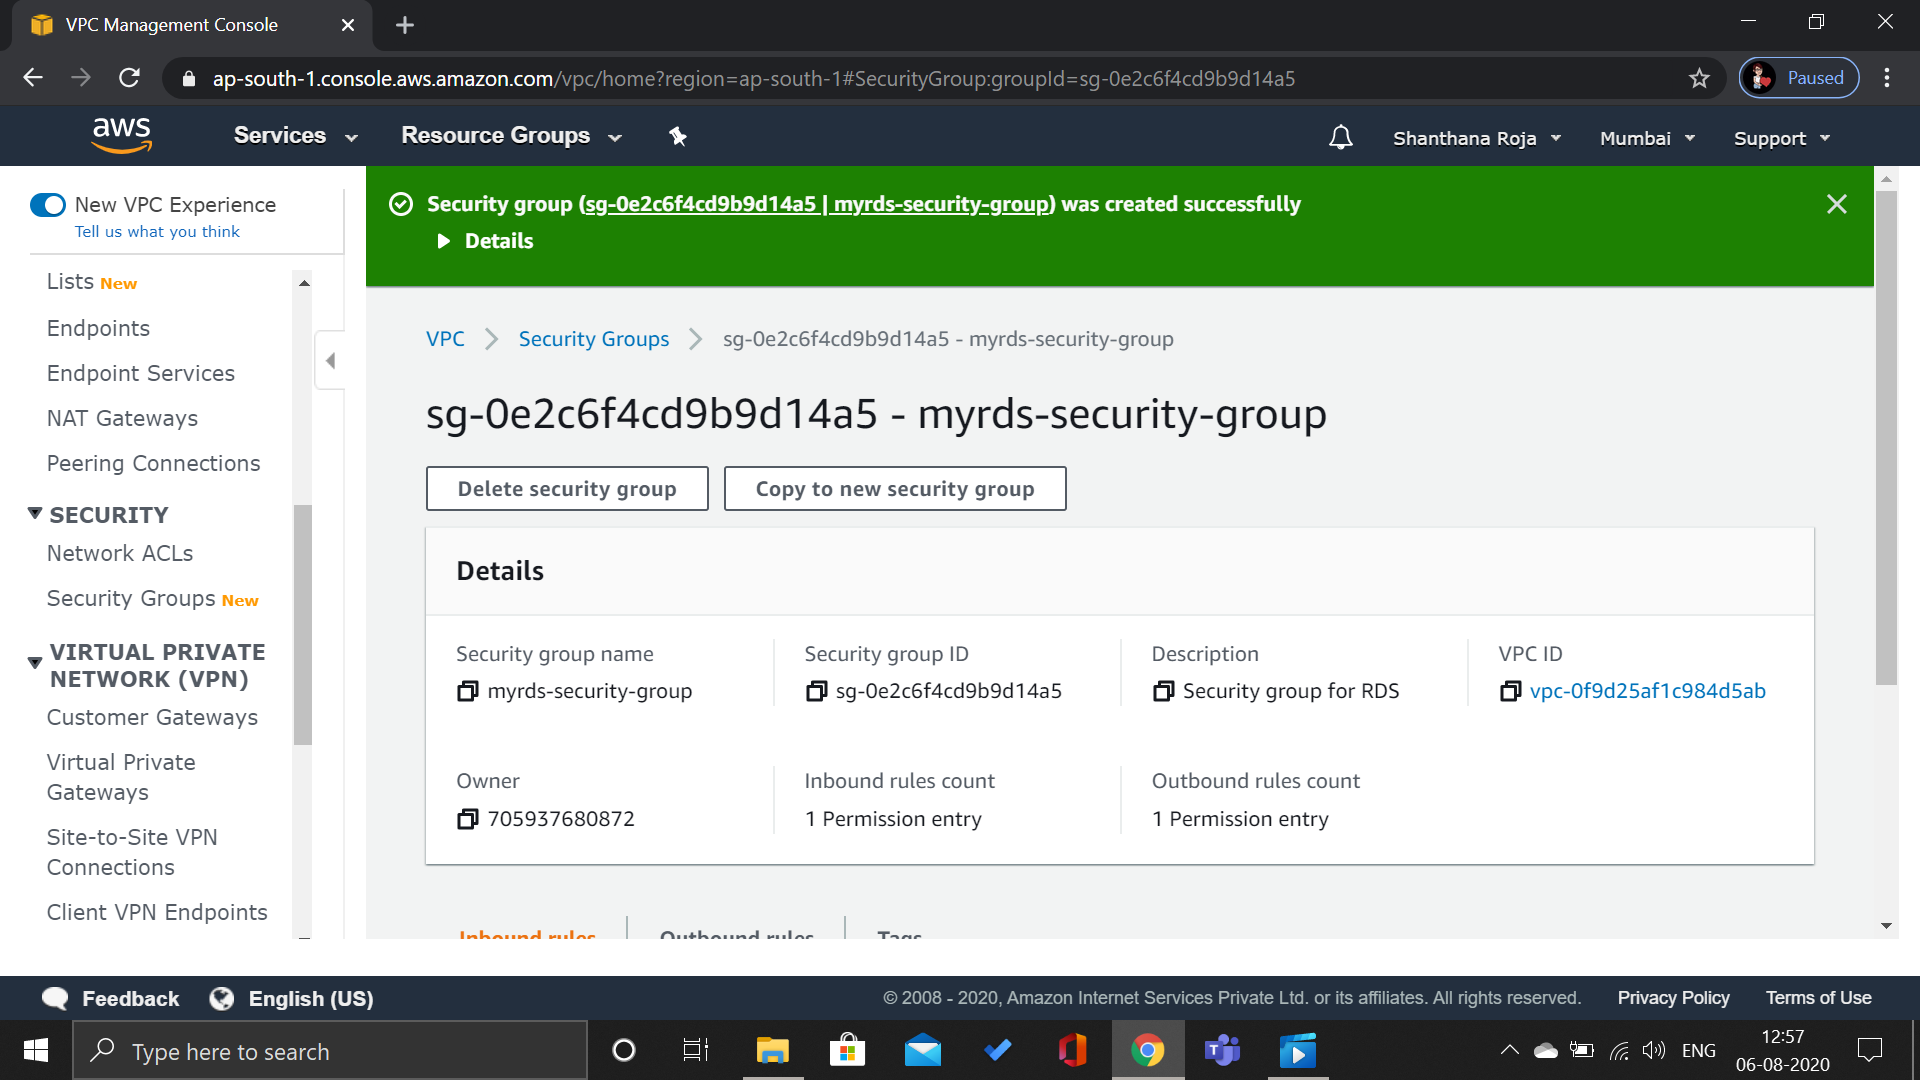 VPC Management Console
ap-south-1.console.aws.amazon.com/vpc/home?region=ap-south-1#SecurityGroup:groupId=sg-0e2c6f4cd9b9d14a5
Paused
aws
Services
Resource Groups
Shanthana Roja
Mumbai
Support
New VPC Experience
Tell us what you think
Lists New
Endpoints
Endpoint Services
NAT Gateways
Peering Connections
SECURITY
Network ACLs
Security Groups New
VIRTUAL PRIVATE
NETWORK (VPN)
Customer Gateways
Virtual Private
Gateways
Site-to-Site VPN
Connections
Client VPN Endpoints
Security group (sg-0e2c6f4cd9b9d14a5 | myrds-security-group) was created successfully
Details
VPC
Security Groups
sg-0e2c6f4cd9b9d14a5 - myrds-security-group
sg-0e2c6f4cd9b9d14a5 - myrds-security-group
Delete security group
Copy to new security group
Details
Security group name
myrds-security-group
Security group ID
sg-0e2c6f4cd9b9d14a5
Description
Security group for RDS
VPC ID
vpc-0f9d25af1c984d5ab
Owner
705937680872
Inbound rules count
1 Permission entry
Outbound rules count
1 Permission entry
Inbound rules
Outbound rules
Tags
Feedback
English (US)
© 2008 - 2020, Amazon Internet Services Private Ltd. or its affiliates. All rights reserved.
Privacy Policy
Terms of Use
Type here to search
ENG
12:57
06-08-2020